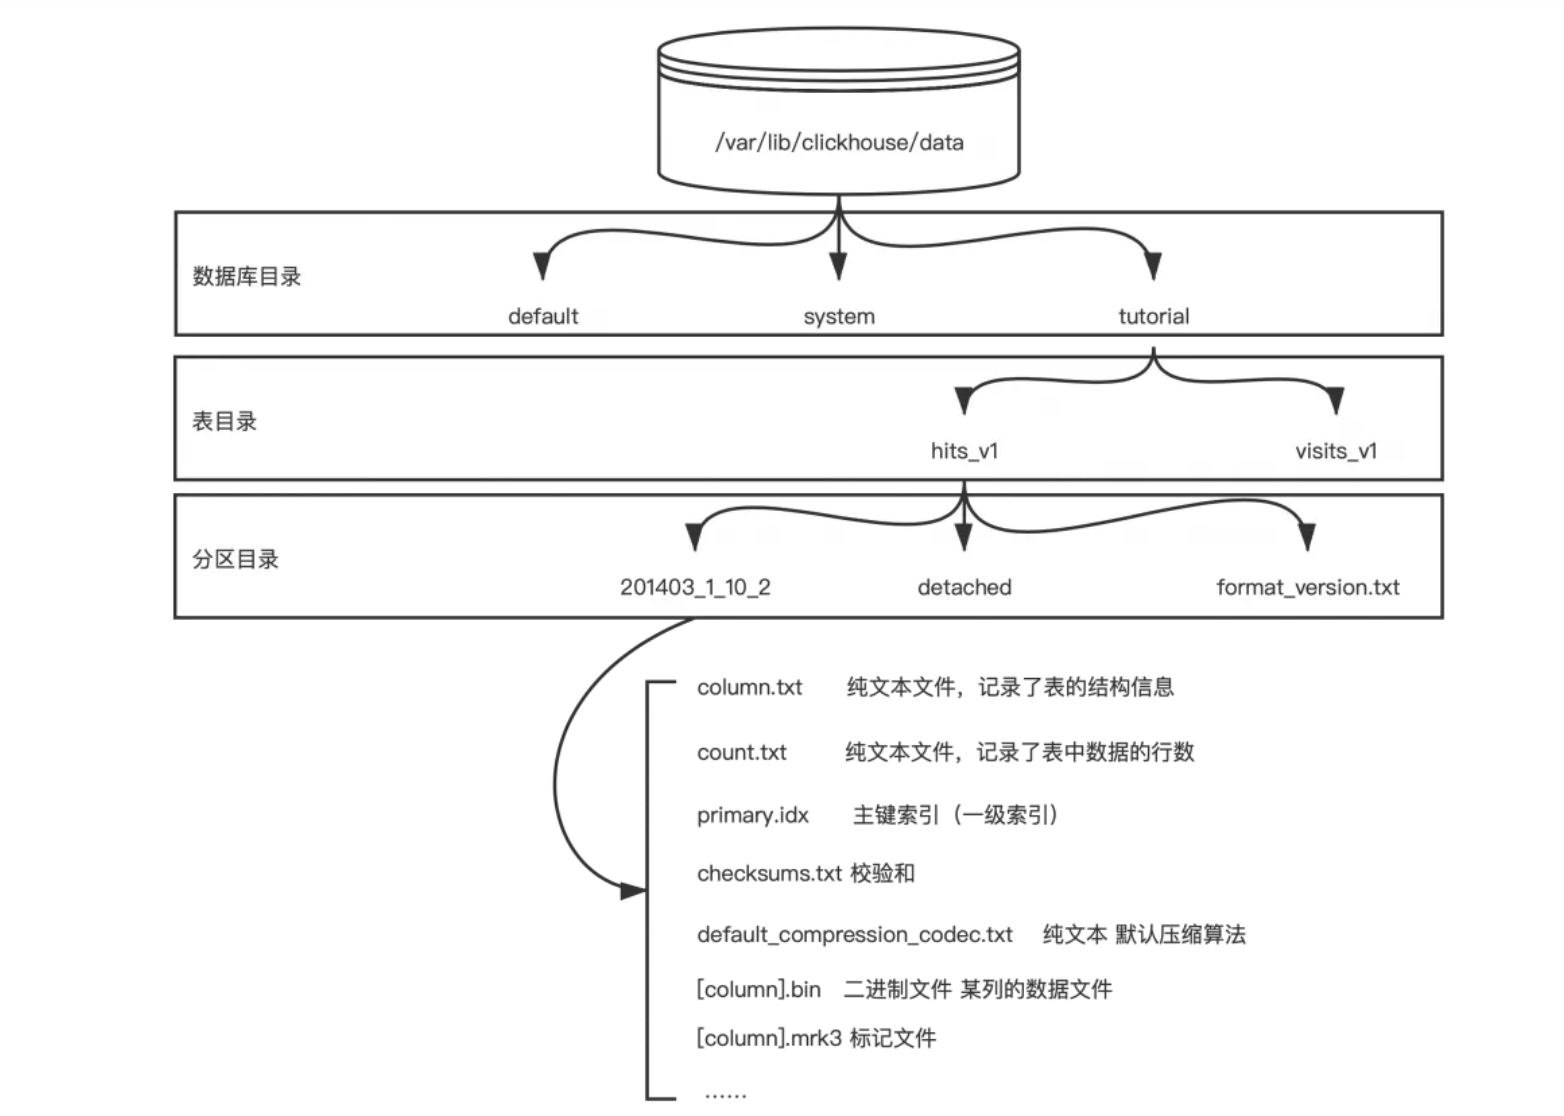 /var/lib/clickhouse/data
数据库目录
default
system
tutorial
表目录
hits_v1
visits_v1
分区目录
201403_1_10_2
detached
format_version.txt
column.txt 纯文本文件，记录了表的结构信息
count.txt 纯文本文件，记录了表中数据的行数
primary.idx 主键索引（一级索引）
checksums.txt 校验和
default_compression_codec.txt 纯文本 默认压缩算法
[column].bin 二进制文件 某列的数据文件
[column].mrk3 标记文件
······